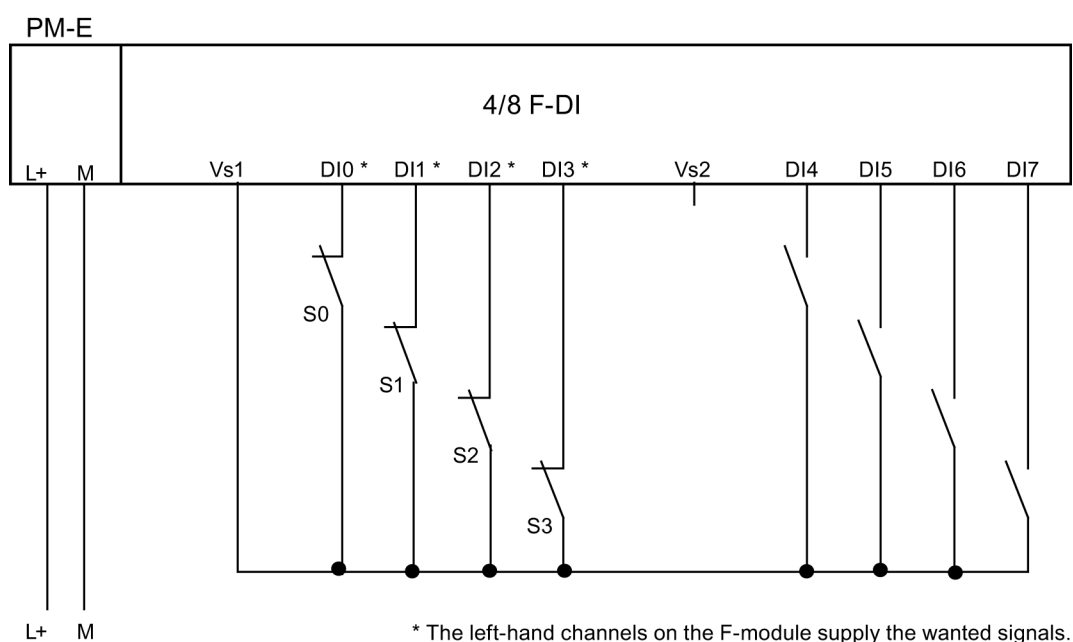 PM-E
4/8 F-DI
L+ M Vs1 DI0 * DI1 * DI2 * DI3 * Vs2 DI4 DI5 DI6 DI7
S0
S1
S2
S3
L+ M * The left-hand channels on the F-module supply the wanted signals.